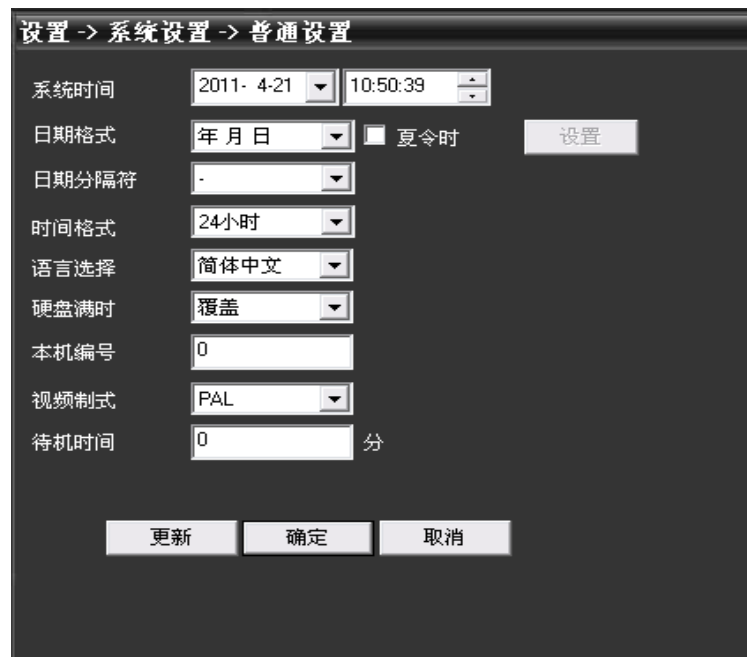 设置 -> 系统设置 -> 普通设置
系统时间 2011- 4-21 10:50:39
日期格式 年 月 日 夏令时 设置
日期分隔符 -
时间格式 24小时
语言选择 简体中文
硬盘满时 覆盖
本机编号 0
视频制式 PAL
待机时间 0 分
更新 确定 取消